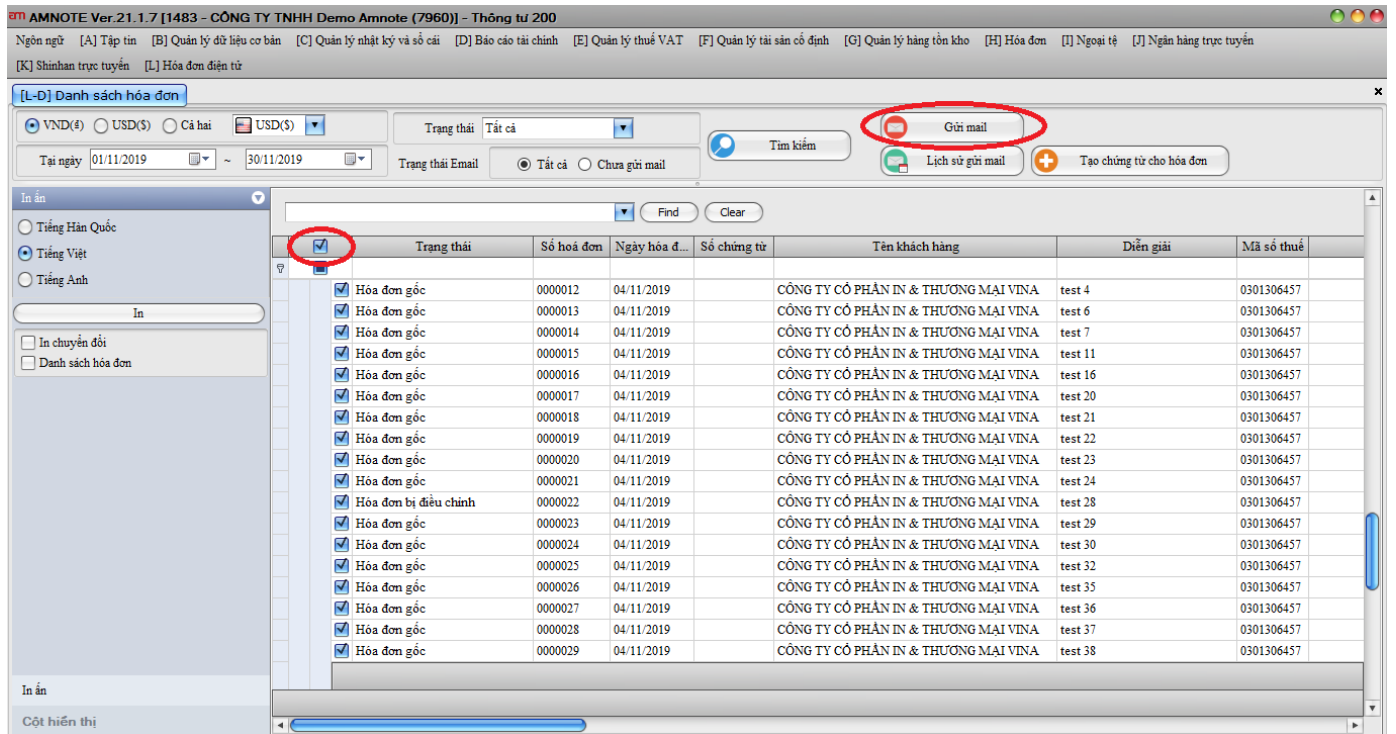 am AMNOTE Ver.21.1.7 [1483 - CÔNG TY TNHH Demo Amnote (7960)] - Thông tư 200
Ngôn ngữ [A] Tập tin [B] Quản lý dữ liệu cơ bản [C] Quản lý nhật ký và sổ cái [D] Báo cáo tài chính [E] Quản lý thuế VAT [F] Quản lý tài sản cố định [G] Quản lý hàng tồn kho [H] Hóa đơn [I] Ngoại tệ [J] Ngân hàng trực tuyến
[K] Shinhan trực tuyến [L] Hóa đơn điện tử
[L-D] Danh sách hóa đơn
VND(₫) USD($) Cả hai USD($) Trạng thái Tất cả Tìm kiếm Gửi mail
Tại ngày 01/11/2019 ~ 30/11/2019 Trạng thái Email Tất cả Chưa gửi mail Lịch sử gửi mail Tạo chứng từ cho hóa đơn
In ấn
Tiếng Hàn Quốc
Tiếng Việt
Tiếng Anh
In
In chuyển đổi
Danh sách hóa đơn
In ấn
Cột hiển thị
Find Clear
Trạng thái Số hoá đơn Ngày hóa đ... Số chứng từ Tên khách hàng Diễn giải Mã số thuế
Hóa đơn gốc 0000012 04/11/2019 CÔNG TY CỔ PHẦN IN & THƯƠNG MẠI VINA test 4 0301306457
Hóa đơn gốc 0000013 04/11/2019 CÔNG TY CỔ PHẦN IN & THƯƠNG MẠI VINA test 6 0301306457
Hóa đơn gốc 0000014 04/11/2019 CÔNG TY CỔ PHẦN IN & THƯƠNG MẠI VINA test 7 0301306457
Hóa đơn gốc 0000015 04/11/2019 CÔNG TY CỔ PHẦN IN & THƯƠNG MẠI VINA test 11 0301306457
Hóa đơn gốc 0000016 04/11/2019 CÔNG TY CỔ PHẦN IN & THƯƠNG MẠI VINA test 16 0301306457
Hóa đơn gốc 0000017 04/11/2019 CÔNG TY CỔ PHẦN IN & THƯƠNG MẠI VINA test 20 0301306457
Hóa đơn gốc 0000018 04/11/2019 CÔNG TY CỔ PHẦN IN & THƯƠNG MẠI VINA test 21 0301306457
Hóa đơn gốc 0000019 04/11/2019 CÔNG TY CỔ PHẦN IN & THƯƠNG MẠI VINA test 22 0301306457
Hóa đơn gốc 0000020 04/11/2019 CÔNG TY CỔ PHẦN IN & THƯƠNG MẠI VINA test 23 0301306457
Hóa đơn gốc 0000021 04/11/2019 CÔNG TY CỔ PHẦN IN & THƯƠNG MẠI VINA test 24 0301306457
Hóa đơn bị điều chỉnh 0000022 04/11/2019 CÔNG TY CỔ PHẦN IN & THƯƠNG MẠI VINA test 28 0301306457
Hóa đơn gốc 0000023 04/11/2019 CÔNG TY CỔ PHẦN IN & THƯƠNG MẠI VINA test 29 0301306457
Hóa đơn gốc 0000024 04/11/2019 CÔNG TY CỔ PHẦN IN & THƯƠNG MẠI VINA test 30 0301306457
Hóa đơn gốc 0000025 04/11/2019 CÔNG TY CỔ PHẦN IN & THƯƠNG MẠI VINA test 32 0301306457
Hóa đơn gốc 0000026 04/11/2019 CÔNG TY CỔ PHẦN IN & THƯƠNG MẠI VINA test 35 0301306457
Hóa đơn gốc 0000027 04/11/2019 CÔNG TY CỔ PHẦN IN & THƯƠNG MẠI VINA test 36 0301306457
Hóa đơn gốc 0000028 04/11/2019 CÔNG TY CỔ PHẦN IN & THƯƠNG MẠI VINA test 37 0301306457
Hóa đơn gốc 0000029 04/11/2019 CÔNG TY CỔ PHẦN IN & THƯƠNG MẠI VINA test 38 0301306457